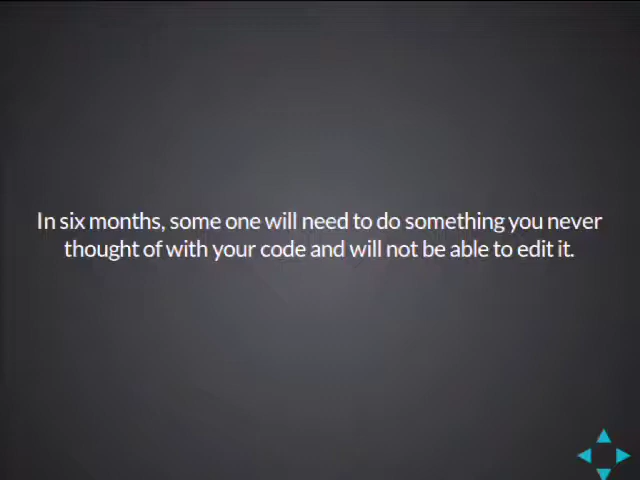 In six months, some one will need to do something you never
thought of with your code and will not be able to edit it.